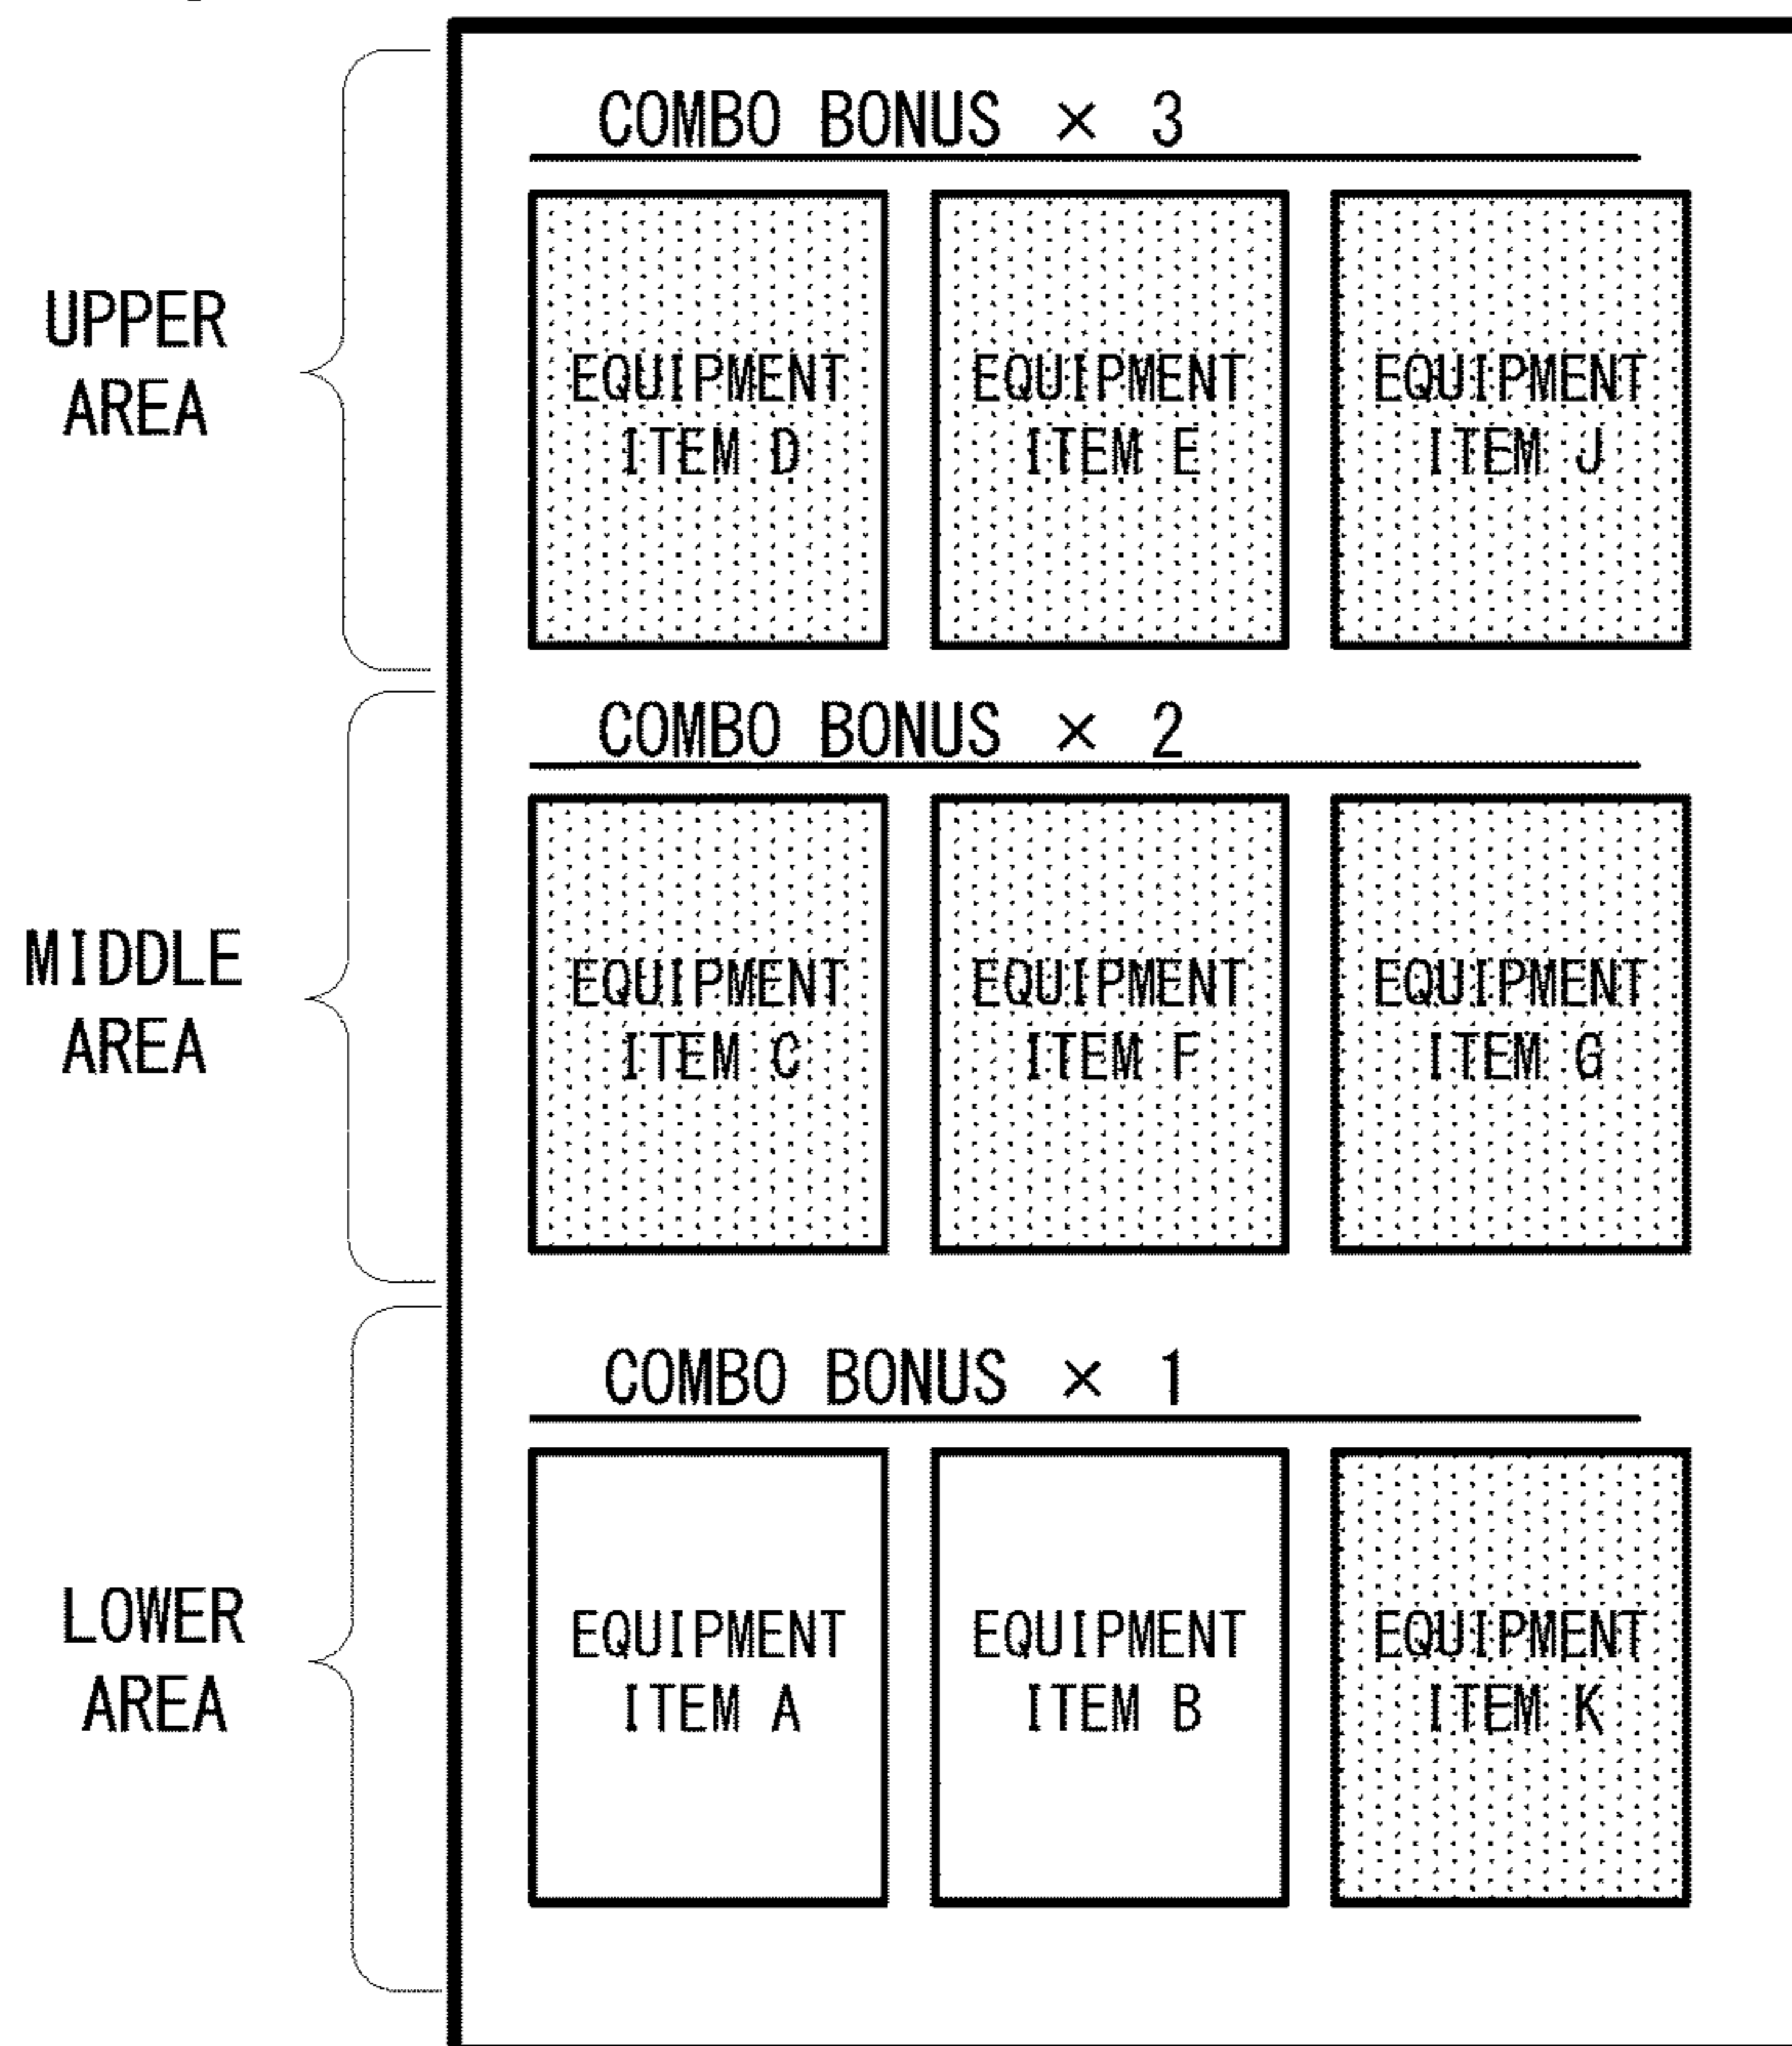 COMBO BONUS × 3
UPPER
AREA
EQUIPMENT
ITEM D
EQUIPMENT
ITEM E
EQUIPMENT
ITEM J
COMBO BONUS × 2
MIDDLE
AREA
EQUIPMENT
ITEM C
EQUIPMENT
ITEM F
EQUIPMENT
ITEM G
COMBO BONUS × 1
LOWER
AREA
EQUIPMENT
ITEM A
EQUIPMENT
ITEM B
EQUIPMENT
ITEM K